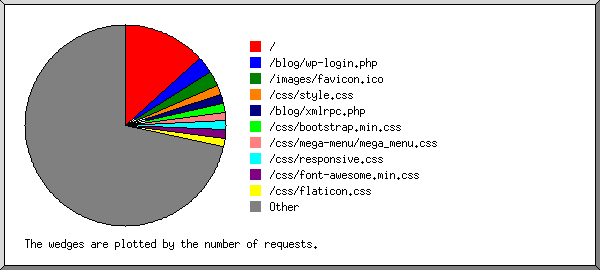 /
/blog/wp-login.php
/images/favicon.ico
/css/style.css
/blog/xmlrpc.php
/css/bootstrap.min.css
/css/mega-menu/mega_menu.css
/css/responsive.css
/css/font-awesome.min.css
/css/flaticon.css
Other
The wedges are plotted by the number of requests.